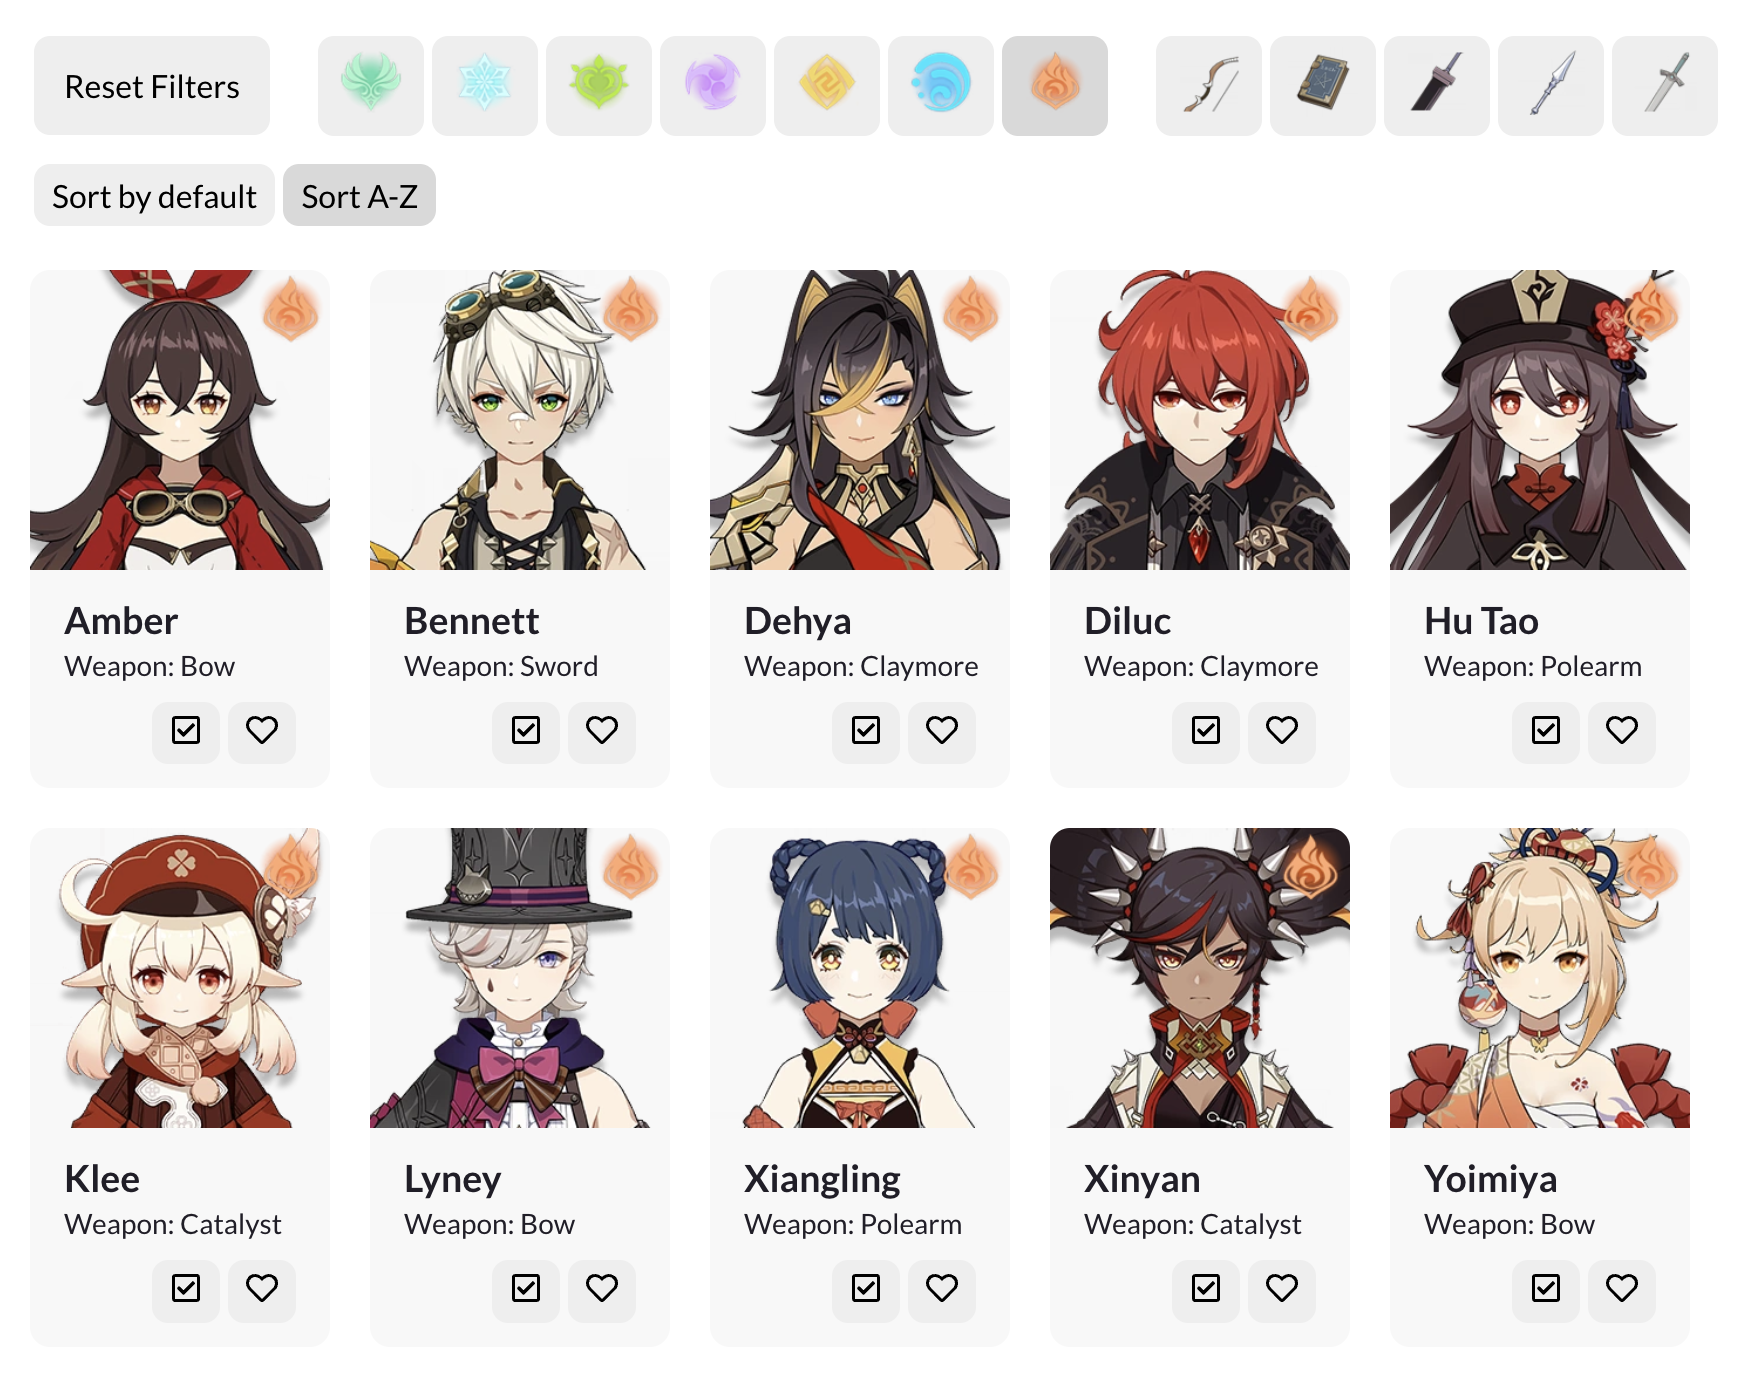 Reset Filters
Sort by default
Sort A-Z
Amber
Weapon: Bow
Bennett
Weapon: Sword
Dehya
Weapon: Claymore
Diluc
Weapon: Claymore
Hu Tao
Weapon: Polearm
Klee
Weapon: Catalyst
Lyney
Weapon: Bow
Xiangling
Weapon: Polearm
Xinyan
Weapon: Catalyst
Yoimiya
Weapon: Bow